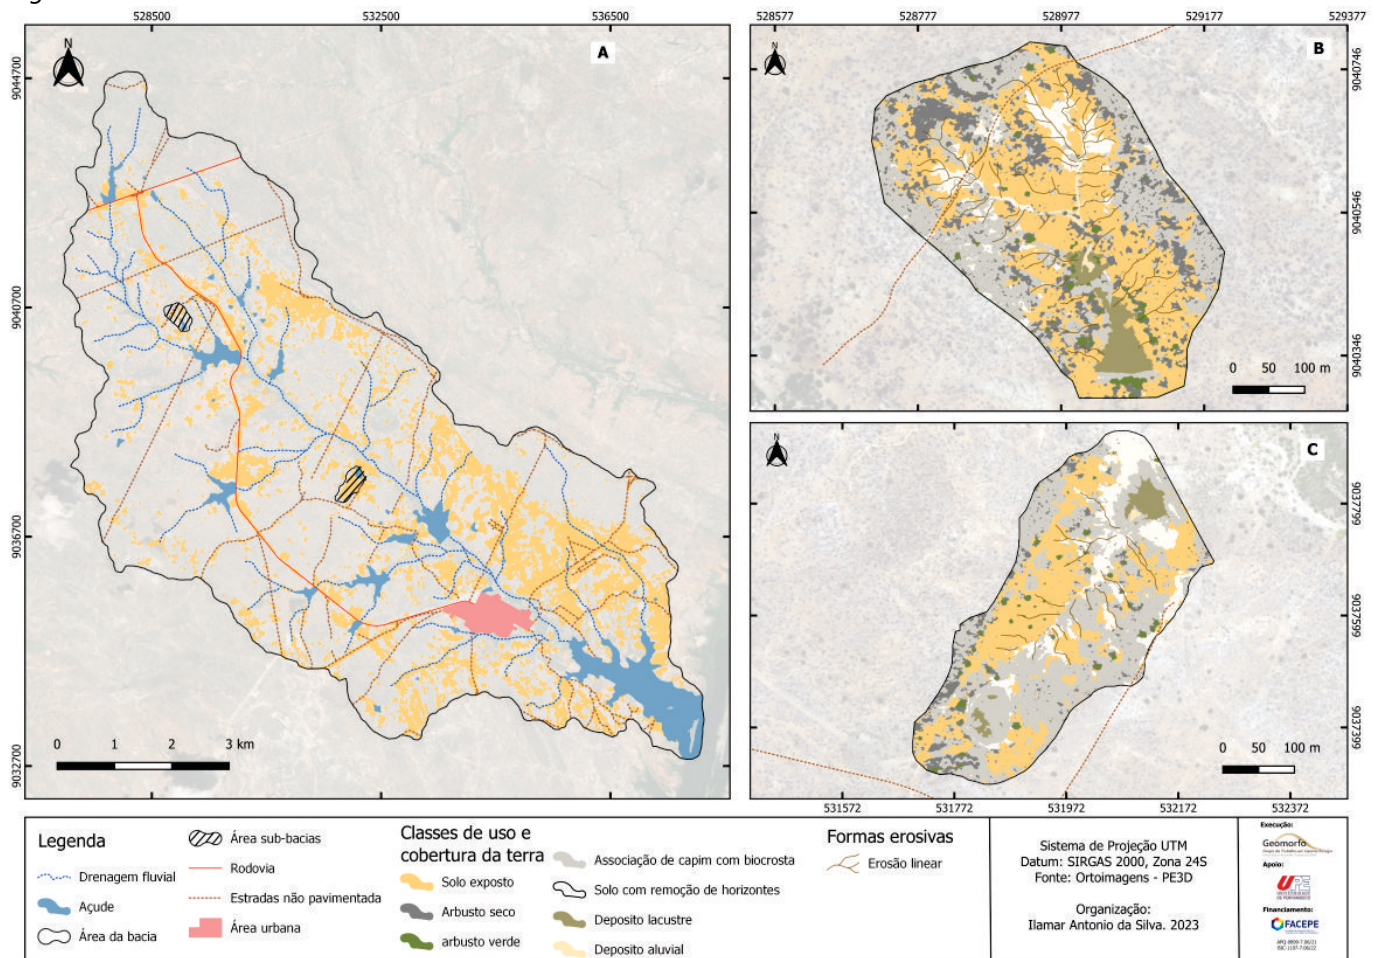 528500
532500
536500
9044700
9040700
9036700
9032700
N
A
0 1 2 3 km
528577
528777
528977
529177
529377
N
B
9040746
9040546
9040346
0 50 100 m
N
C
9037799
9037599
9037399
0 50 100 m
531572
531772
531972
532172
532372
Legenda
Drenagem fluvial
Açude
Área da bacia
Área sub-bacias
Rodovia
Estradas não pavimentada
Área urbana
Classes de uso e
cobertura da terra
Solo exposto
Arbusto seco
arbusto verde
Associação de capim com biocrosta
Solo com remoção de horizontes
Deposito lacustre
Deposito aluvial
Formas erosivas
Erosão linear
Sistema de Projeção UTM
Datum: SIRGAS 2000, Zona 24S
Fonte: Ortoimagens - PE3D
Organização:
Ilamar Antonio da Silva. 2023
Execução:
Geomorfo
Apoio:
UPE
UNIVERSIDADE
DE PERNAMBUCO
Financiamento:
FACEPE